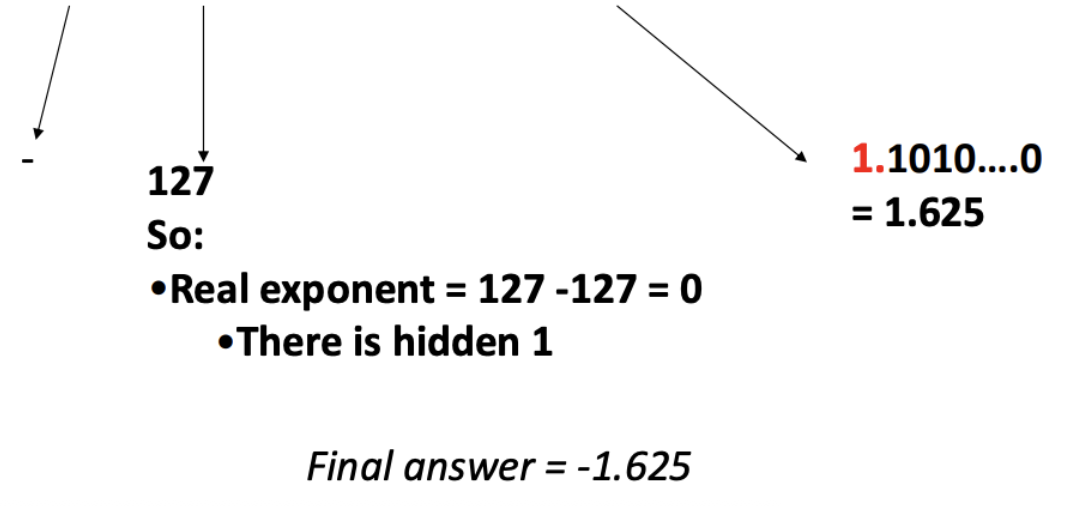 -
127
So:
•Real exponent = 127 -127 = 0
•There is hidden 1
1.1010....0
= 1.625
Final answer = -1.625